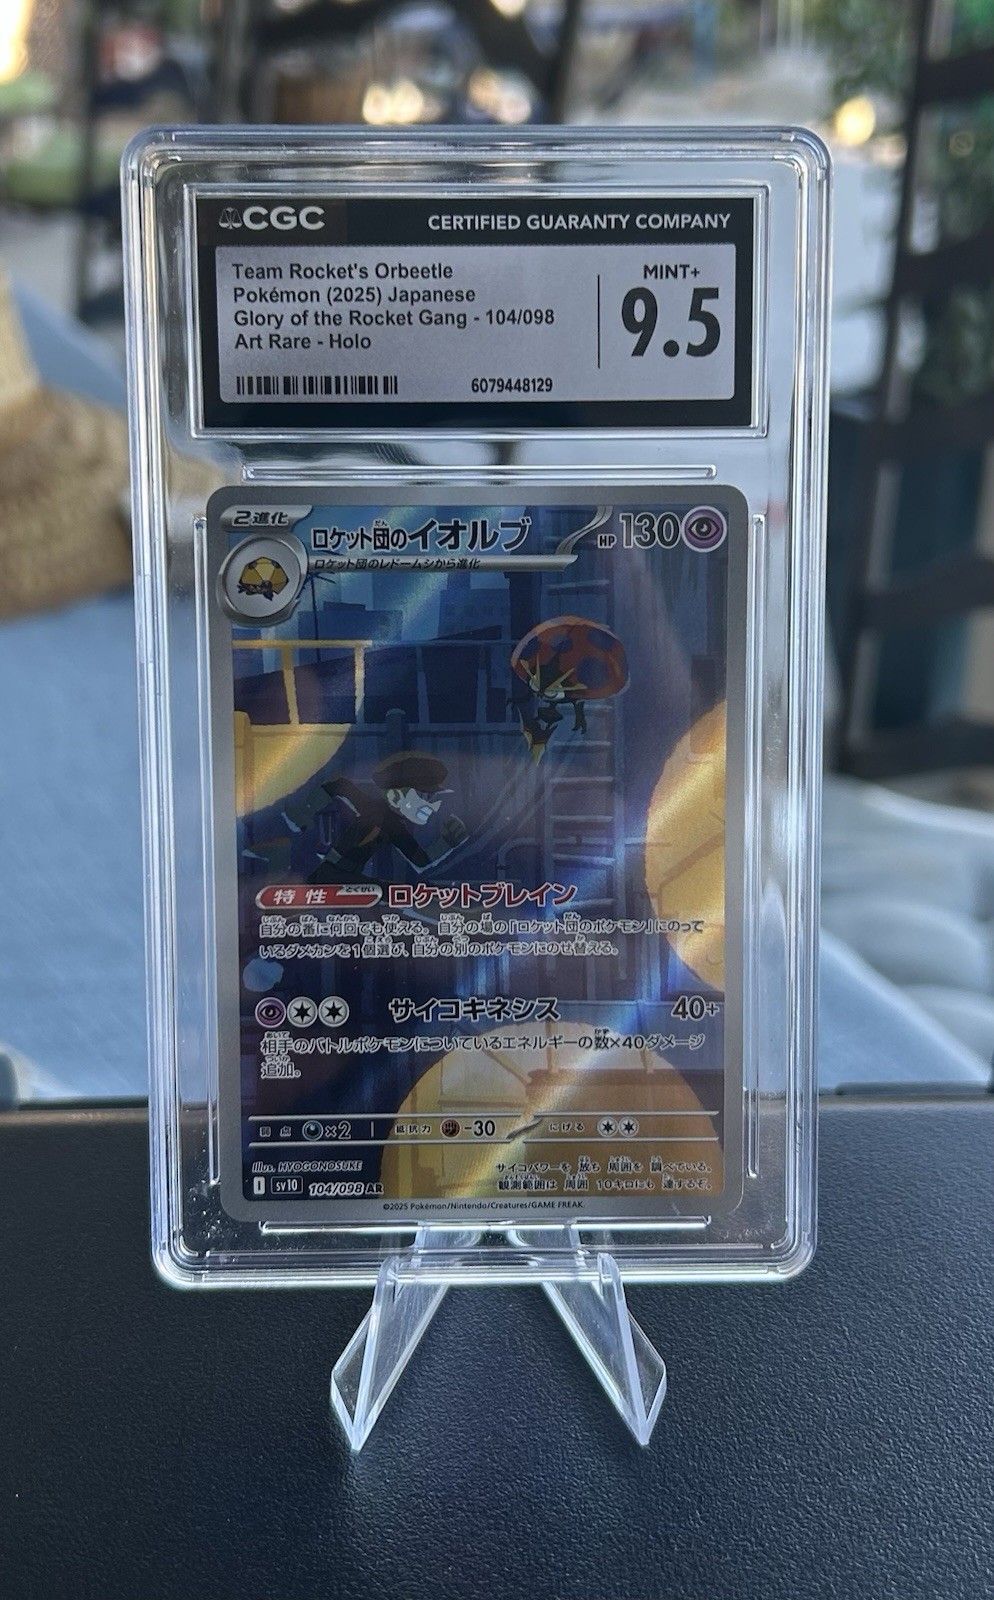 CGC CERTIFIED GUARANTY COMPANY
Team Rocket's Orbeetle
Pokémon (2025) Japanese
Glory of the Rocket Gang - 104/098
Art Rare - Holo
MINT+
9.5
6079448129
2進化 ロケット団のイオルブ HP 130
ロケット団のレドームシから進化
特性 ロケットブレイン
自分の番に何回でも使える。自分の場の「ロケット団のポケモン」にのって
いるダメカンを1個選び、自分の別のポケモンにのせ替える。
サイコキネシス 40+
相手のバトルポケモンについているエネルギーの数×40ダメージ
追加。
弱点 ×2 抵抗力 -30 にげる
Illus. HYOGONOSUKE
I sv10 104/098 AR
サイコパワーを 放ち 周囲を 調べている。
観測範囲は 周囲 10キロにも 達するぞ。
©2025 Pokémon/Nintendo/Creatures/GAME FREAK.